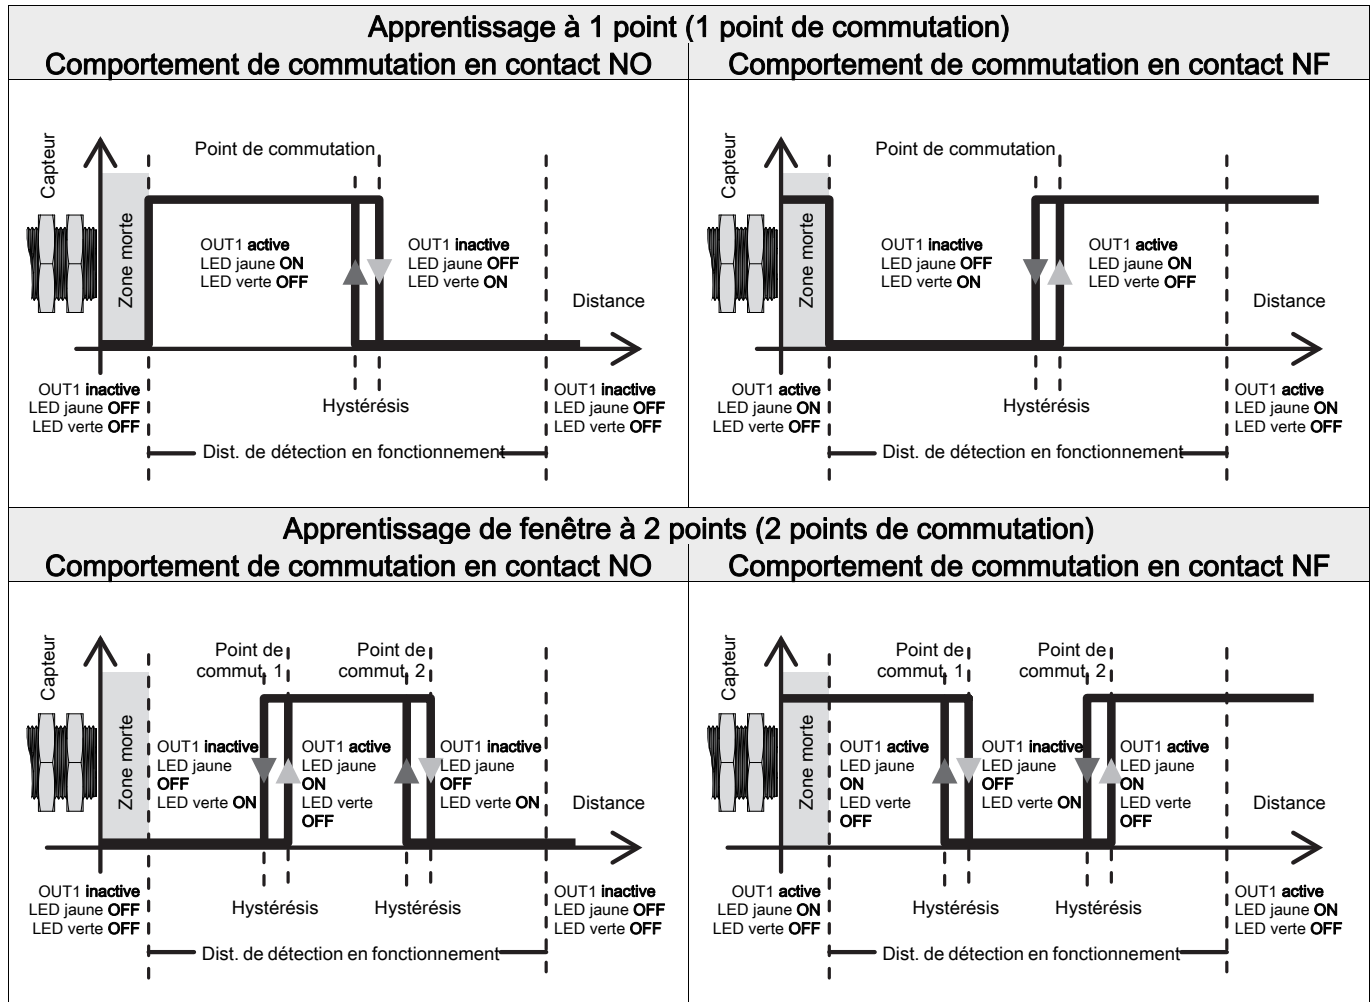 Apprentissage à 1 point (1 point de commutation)
Comportement de commutation en contact NO
Comportement de commutation en contact NF
Capteur
Zone morte
Point de commutation
OUT1 active
LED jaune ON
LED verte OFF
OUT1 inactive
LED jaune OFF
LED verte ON
Distance
OUT1 inactive
LED jaune OFF
LED verte OFF
Hystérésis
OUT1 inactive
LED jaune OFF
LED verte OFF
Dist. de détection en fonctionnement
Capteur
Zone morte
Point de commutation
OUT1 inactive
LED jaune OFF
LED verte ON
OUT1 active
LED jaune ON
LED verte OFF
Distance
OUT1 active
LED jaune ON
LED verte OFF
Hystérésis
OUT1 active
LED jaune ON
LED verte OFF
Dist. de détection en fonctionnement
Apprentissage de fenêtre à 2 points (2 points de commutation)
Comportement de commutation en contact NO
Comportement de commutation en contact NF
Capteur
Zone morte
Point de
commut. 1
Point de
commut. 2
OUT1 inactive
LED jaune
OFF
LED verte ON
OUT1 active
LED jaune
ON
LED verte
OFF
OUT1 inactive
LED jaune
OFF
LED verte ON
Distance
OUT1 inactive
LED jaune OFF
LED verte OFF
Hystérésis
Hystérésis
OUT1 inactive
LED jaune OFF
LED verte OFF
Dist. de détection en fonctionnement
Capteur
Zone morte
Point de
commut. 1
Point de
commut. 2
OUT1 active
LED jaune
ON
LED verte
OFF
OUT1 inactive
LED jaune
OFF
LED verte ON
OUT1 active
LED jaune
ON
LED verte
OFF
Distance
OUT1 active
LED jaune ON
LED verte OFF
Hystérésis
Hystérésis
OUT1 active
LED jaune ON
LED verte OFF
Dist. de détection en fonctionnement